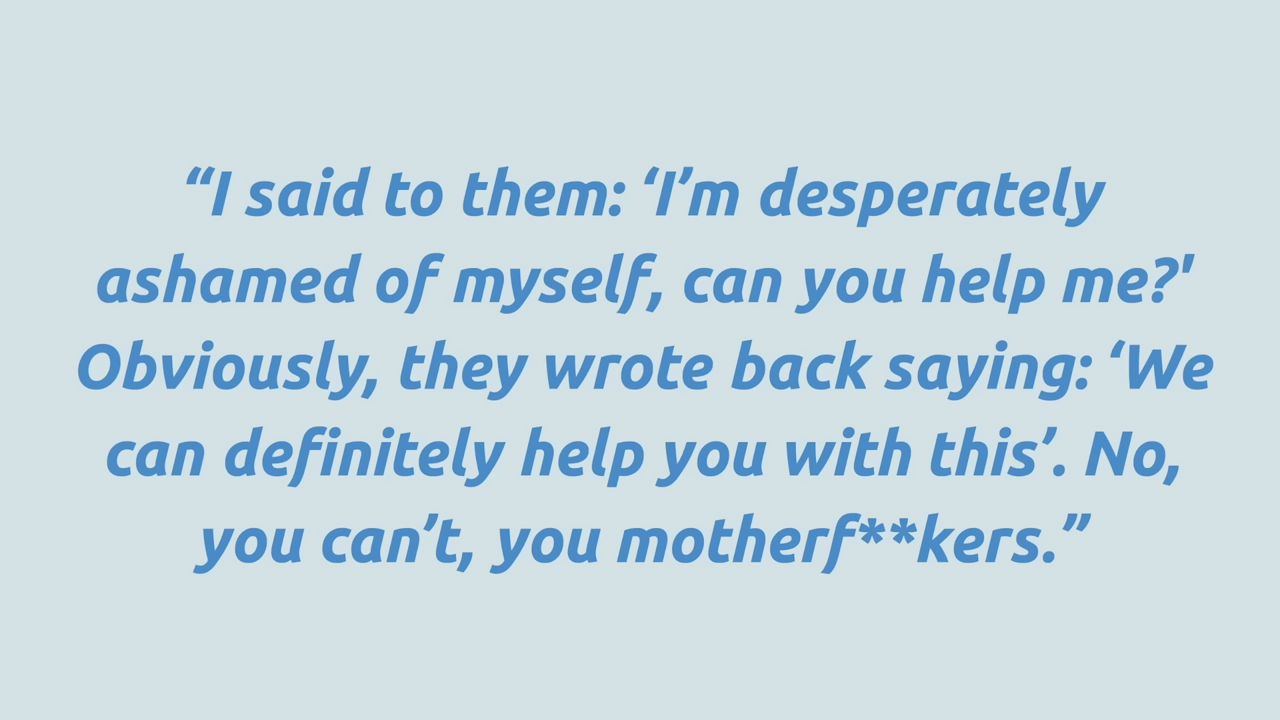 “I said to them: ‘I’m desperately
ashamed of myself, can you help me?'
Obviously, they wrote back saying: ‘We
can definitely help you with this’. No,
you can’t, you motherf**kers.”